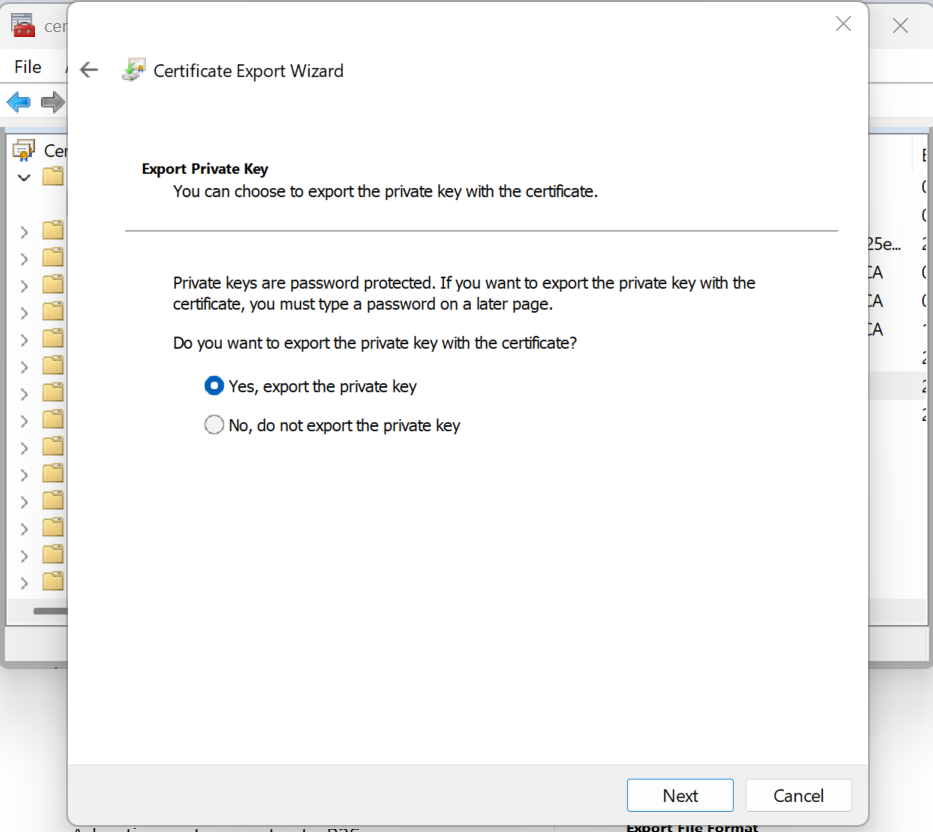 cer
File
Certificate Export Wizard
Cer
Export Private Key
You can choose to export the private key with the certificate.
25e...
CA
CA
CA
Private keys are password protected. If you want to export the private key with the
certificate, you must type a password on a later page.
Do you want to export the private key with the certificate?
Yes, export the private key
No, do not export the private key
Next
Cancel
Export File Format